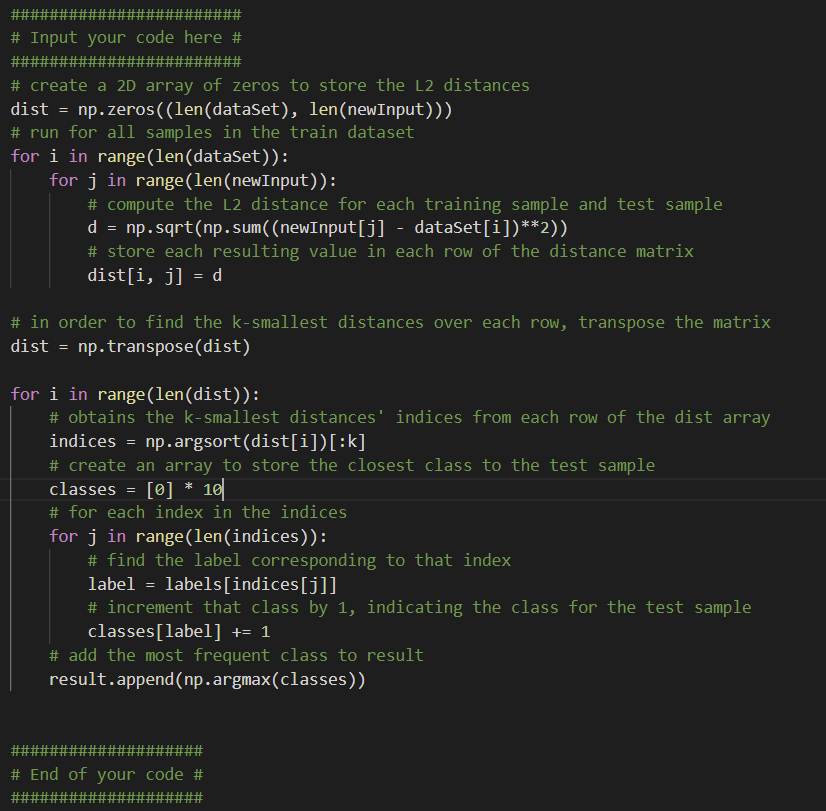 ########################
# Input your code here #
########################
# create a 2D array of zeros to store the L2 distances
dist = np.zeros((len(dataSet), len(newInput)))
# run for all samples in the train dataset
for i in range(len(dataSet)):
    for j in range(len(newInput)):
        # compute the L2 distance for each training sample and test sample
        d = np.sqrt(np.sum((newInput[j] - dataSet[i])**2))
        # store each resulting value in each row of the distance matrix
        dist[i, j] = d
# in order to find the k-smallest distances over each row, transpose the matrix
dist = np.transpose(dist)
for i in range(len(dist)):
    # obtains the k-smallest distances' indices from each row of the dist array
    indices = np.argsort(dist[i])[:k]
    # create an array to store the closest class to the test sample
    classes = [0] * 10
    # for each index in the indices
    for j in range(len(indices)):
        # find the label corresponding to that index
        label = labels[indices[j]]
        # increment that class by 1, indicating the class for the test sample
        classes[label] += 1
    # add the most frequent class to result
    result.append(np.argmax(classes))
####################
# End of your code #
####################